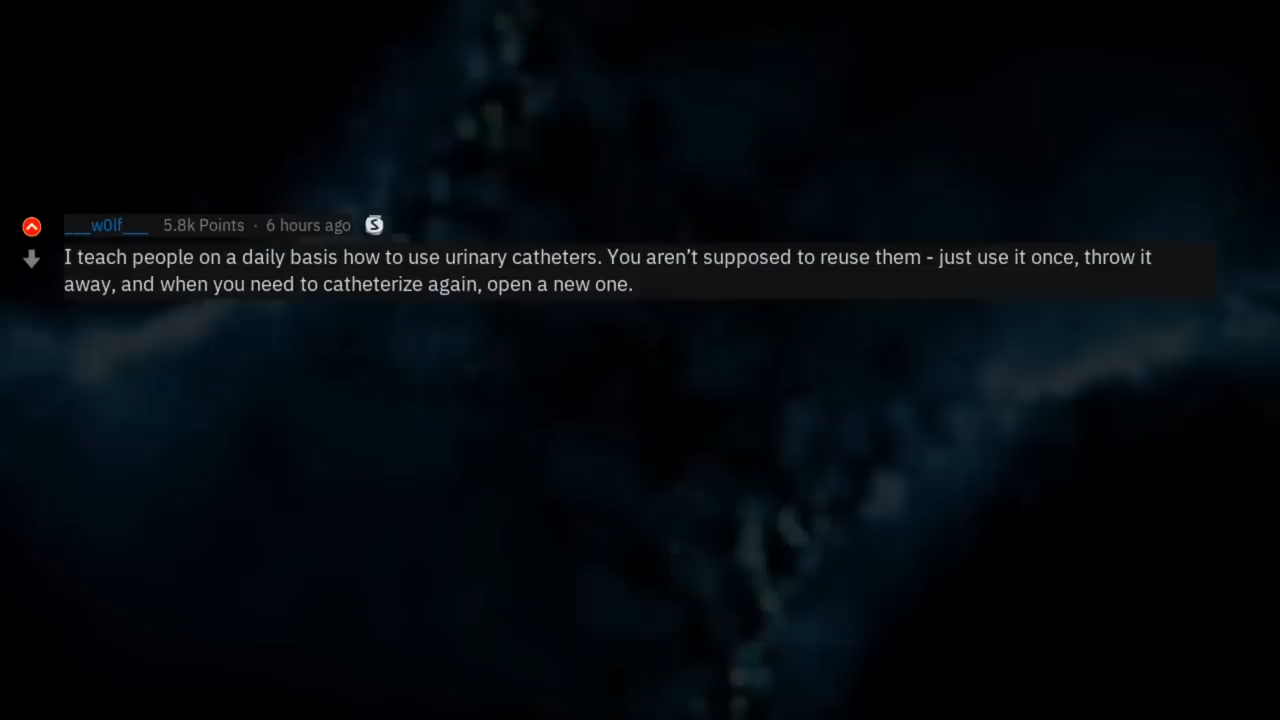 ___w0lf___ 5.8k Points · 6 hours ago S
I teach people on a daily basis how to use urinary catheters. You aren’t supposed to reuse them - just use it once, throw it
away, and when you need to catheterize again, open a new one.